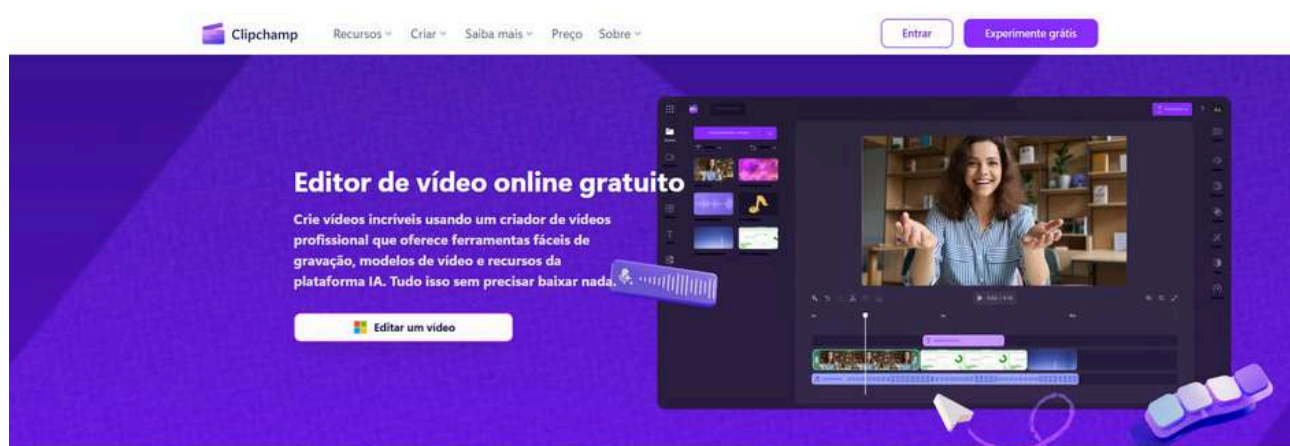 Clipchamp
Recursos Criar Saiba mais Preço Sobre
Entrar
Experimente grátis
Editor de vídeo online gratuito
Crie vídeos incríveis usando um criador de vídeos
profissional que oferece ferramentas fáceis de
gravação, modelos de vídeo e recursos da
plataforma IA. Tudo isso sem precisar baixar nada.
Editar um vídeo